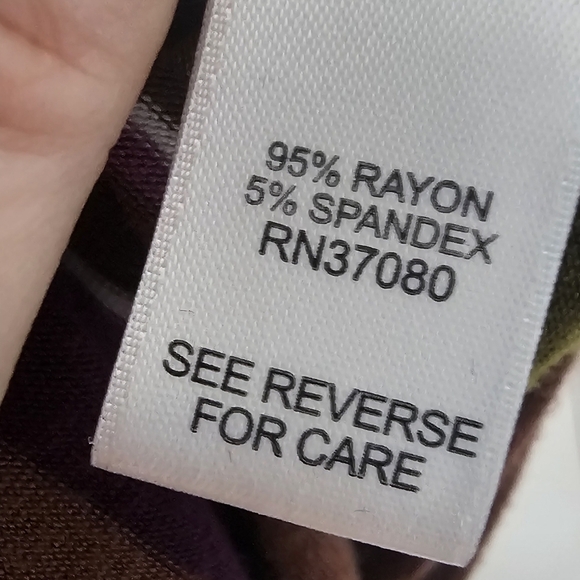 95% RAYON
5% SPANDEX
RN37080
SEE REVERSE
FOR CARE